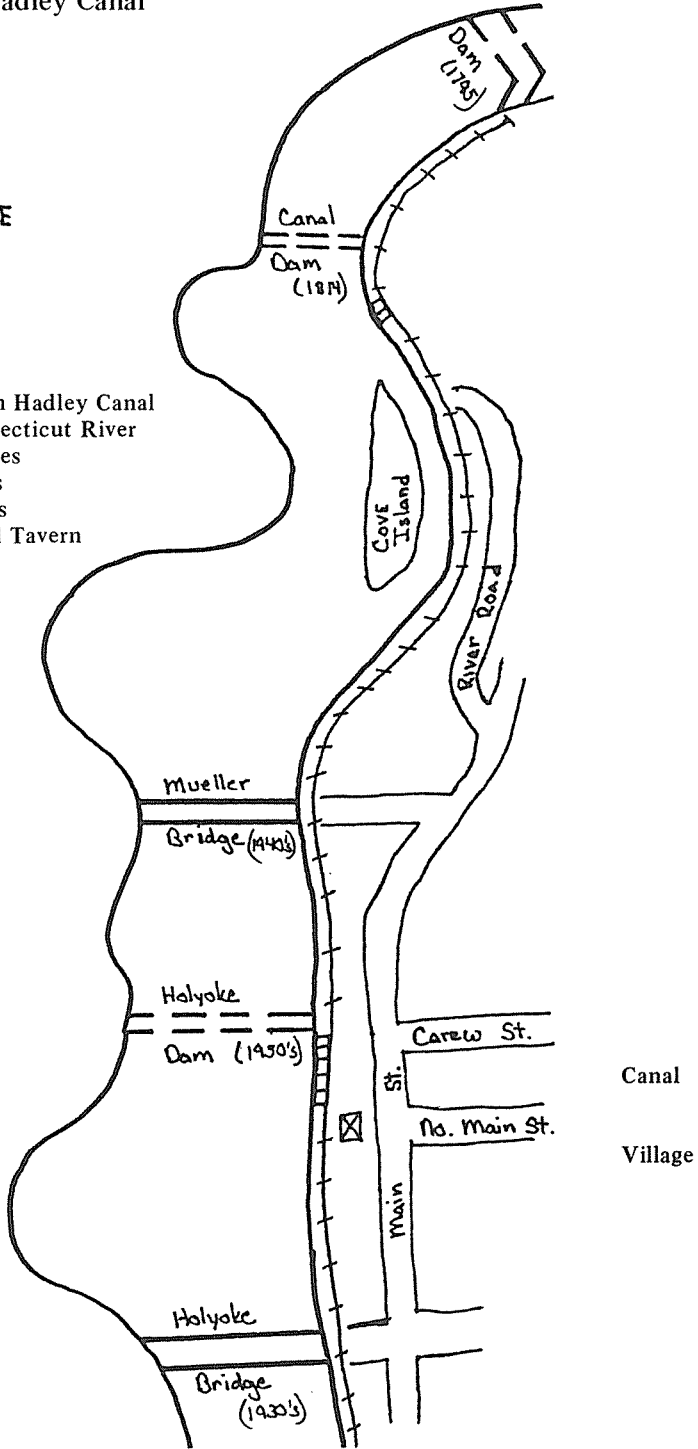 adley Canal
Dam
(1795)
E
Canal
Dam
(1814)
n Hadley Canal
ecticut River
es
s
s
l Tavern
Cove
Island
River Road
Mueller
Bridge (1940's)
Holyoke
Dam (1950's)
Carew St.
Canal
No. Main St.
Village
Main St.
Holyoke
Bridge
(1930's)